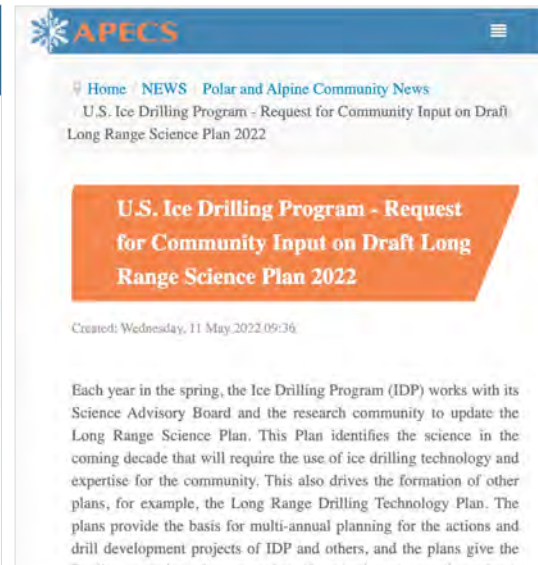 APECS
Home / NEWS / Polar and Alpine Community News
/ U.S. Ice Drilling Program - Request for Community Input on Draft
Long Range Science Plan 2022
U.S. Ice Drilling Program - Request
for Community Input on Draft Long
Range Science Plan 2022
Created: Wednesday, 11 May 2022 09:36
Each year in the spring, the Ice Drilling Program (IDP) works with its
Science Advisory Board and the research community to update the
Long Range Science Plan. This Plan identifies the science in the
coming decade that will require the use of ice drilling technology and
expertise for the community. This also drives the formation of other
plans, for example, the Long Range Drilling Technology Plan. The
plans provide the basis for multi-annual planning for the actions and
drill development projects of IDP and others, and the plans give the